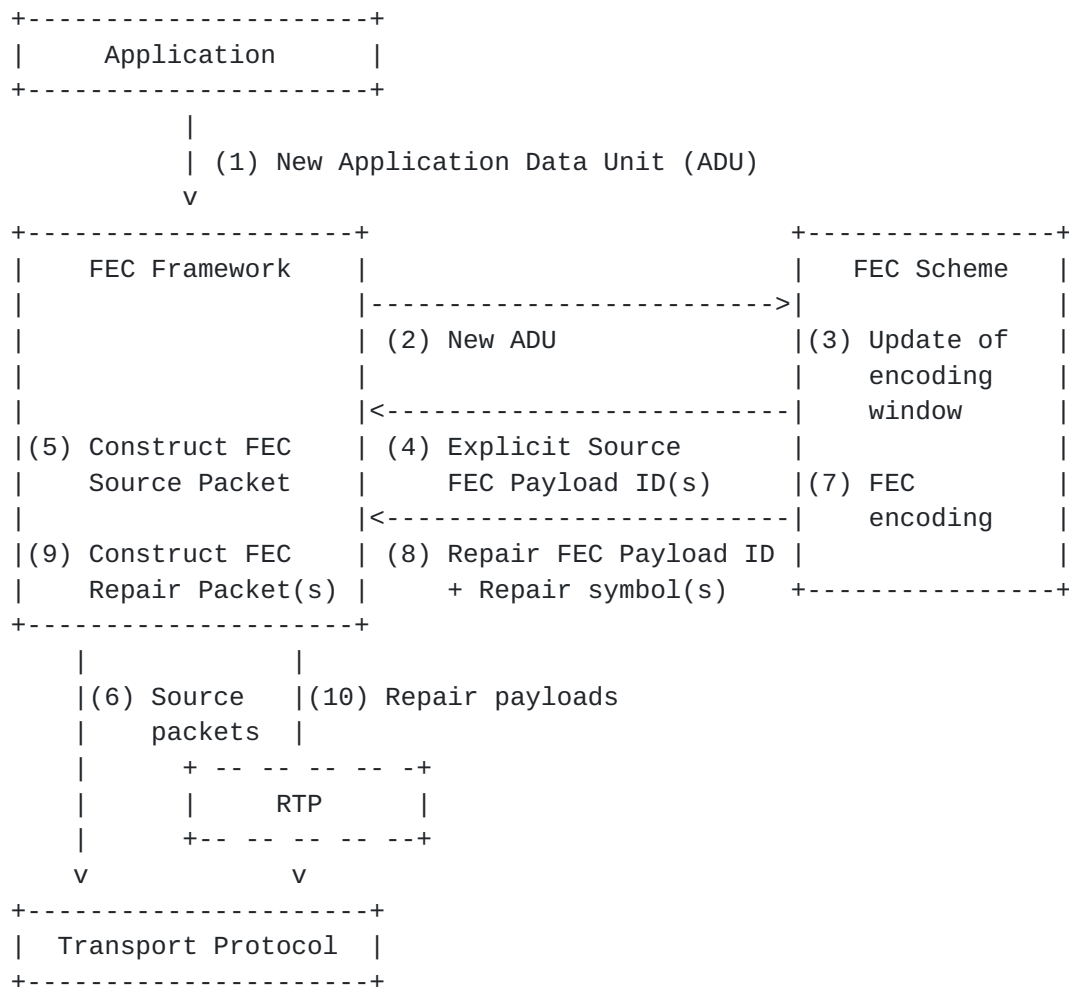 +----------------------+
|     Application      |
+----------------------+
           |
           | (1) New Application Data Unit (ADU)
           v
+---------------------+                           +----------------+
|    FEC Framework    |                           |   FEC Scheme   |
|                     |-------------------------->|                |
|                     | (2) New ADU               |(3) Update of   |
|                     |                           |    encoding    |
|                     |<--------------------------|    window      |
|(5) Construct FEC    | (4) Explicit Source       |                |
|    Source Packet    |     FEC Payload ID(s)     |(7) FEC         |
|                     |<--------------------------|    encoding    |
|(9) Construct FEC    | (8) Repair FEC Payload ID |                |
|    Repair Packet(s) |     + Repair symbol(s)    +----------------+
+---------------------+
    |             |
    |(6) Source   |(10) Repair payloads
    |    packets  |
    |      + -- -- -- -- -+
    |      |     RTP      |
    |      +-- -- -- -- --+
    v             v
+----------------------+
|  Transport Protocol  |
+----------------------+